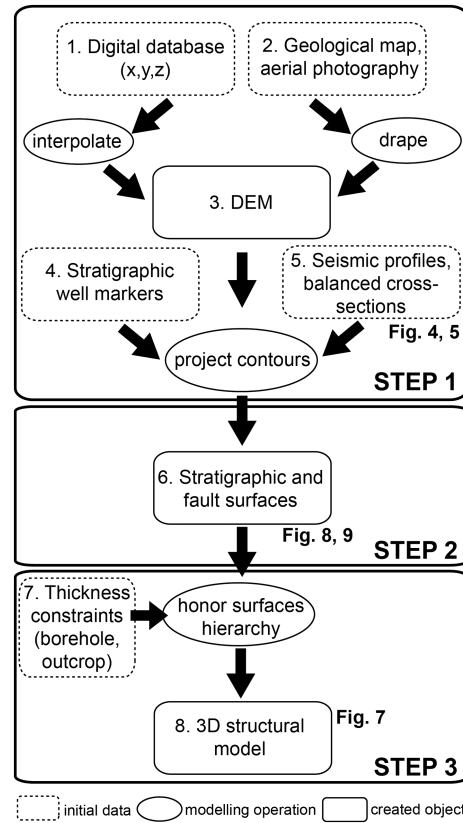 1. Digital database
(x,y,z)
2. Geological map,
aerial photography
interpolate
drape
3. DEM
4. Stratigraphic
well markers
5. Seismic profiles,
balanced cross-
sections
Fig. 4, 5
project contours
STEP 1
6. Stratigraphic and
fault surfaces
Fig. 8, 9
STEP 2
7. Thickness
constraints
(borehole,
outcrop)
honor surfaces
hierarchy
8. 3D structural
model
Fig. 7
STEP 3
initial data
modelling operation
created object